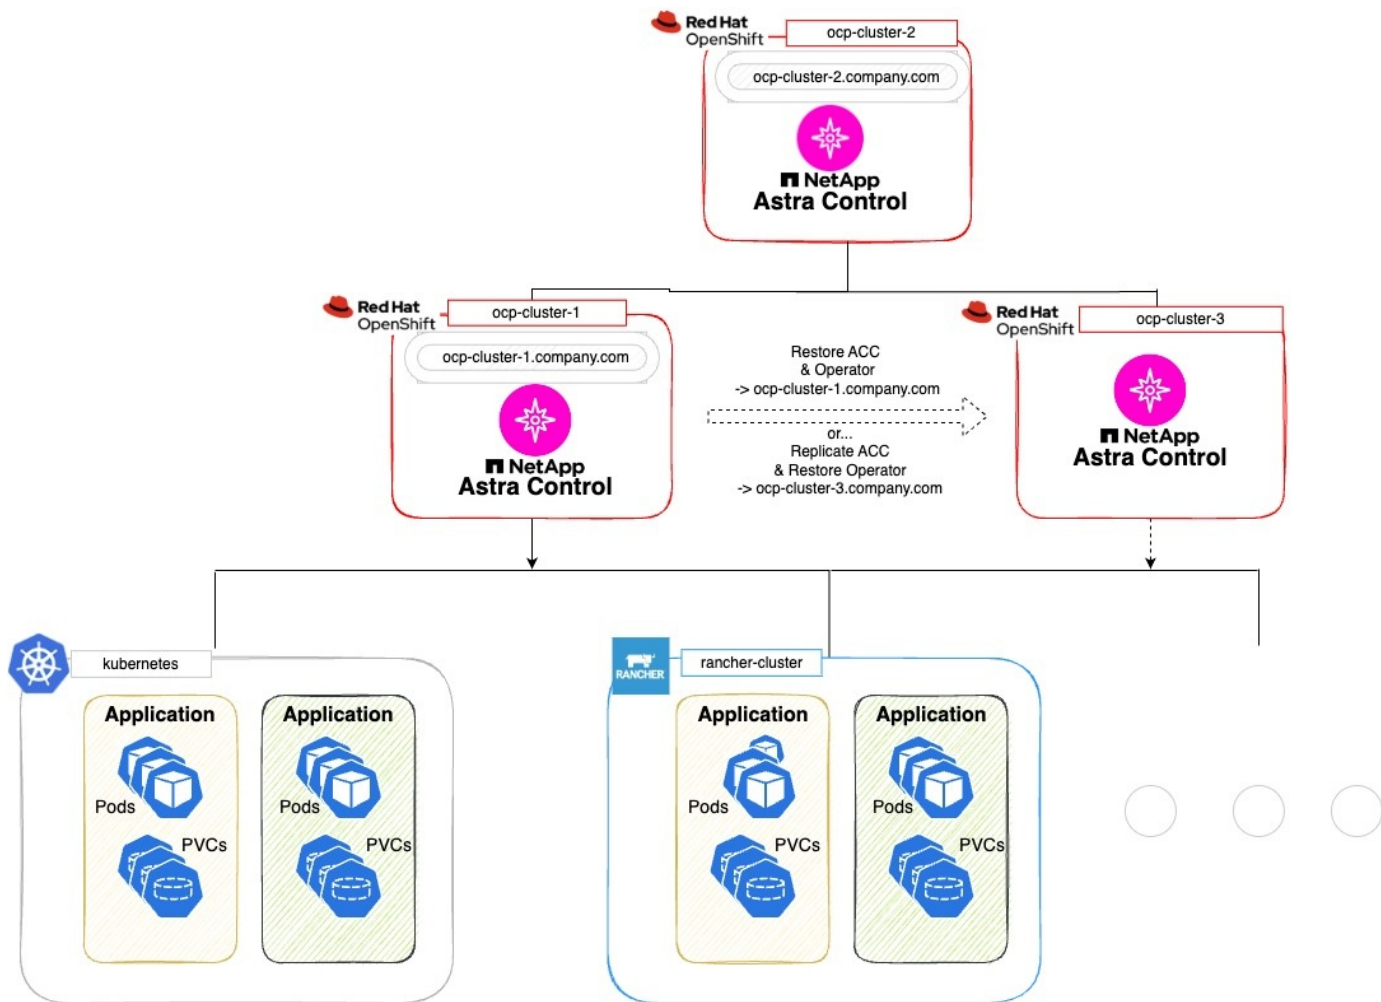 Red Hat
OpenShift
ocp-cluster-2
ocp-cluster-2.company.com
NetApp
Astra Control
Red Hat
OpenShift
ocp-cluster-1
ocp-cluster-1.company.com
NetApp
Astra Control
Restore ACC
& Operator
-> ocp-cluster-1.company.com
or...
Replicate ACC
& Restore Operator
-> ocp-cluster-3.company.com
Red Hat
OpenShift
ocp-cluster-3
NetApp
Astra Control
kubernetes
Application
Pods
PVCs
Application
Pods
PVCs
RANCHER
rancher-cluster
Application
Pods
PVCs
Application
Pods
PVCs